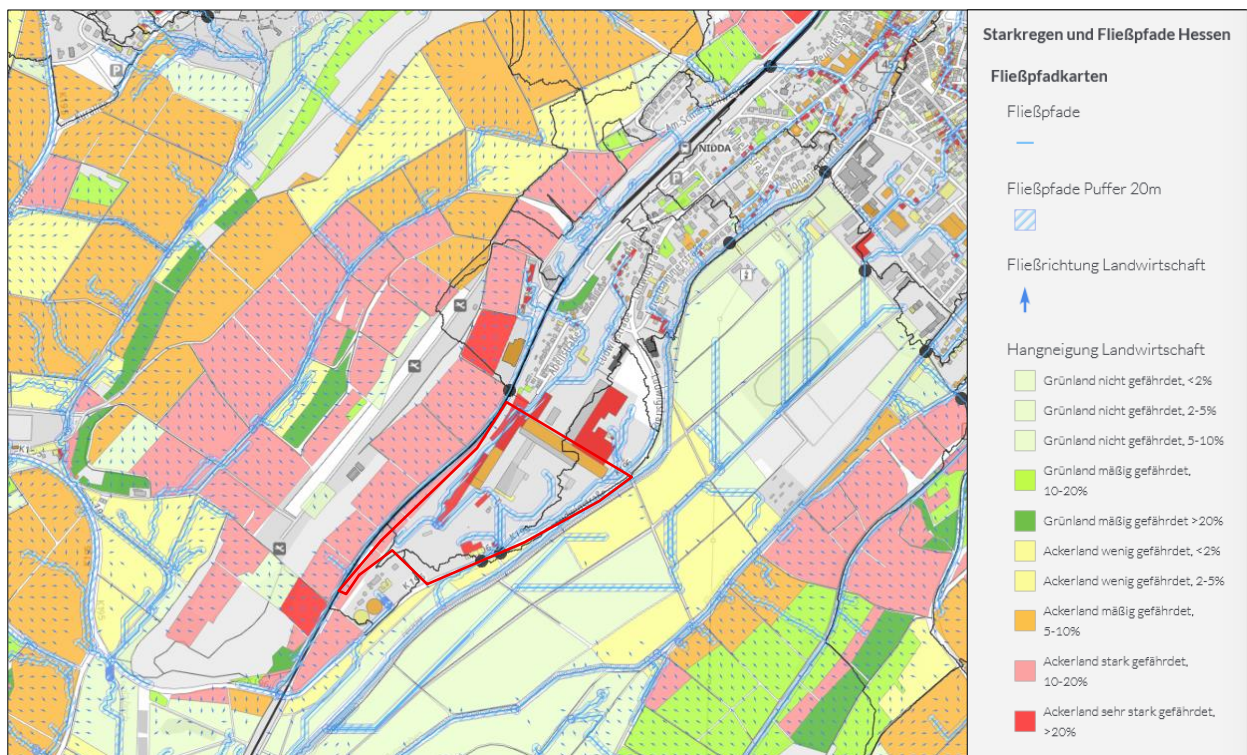 Starkregen und Fließpfade Hessen
Fließpfadkarten
Fließpfade
Fließpfade Puffer 20m
Fließrichtung Landwirtschaft
Hangneigung Landwirtschaft
Grünland nicht gefährdet, <2%
Grünland nicht gefährdet, 2-5%
Grünland nicht gefährdet, 5-10%
Grünland mäßig gefährdet,
10-20%
Grünland mäßig gefährdet >20%
Ackerland wenig gefährdet, <2%
Ackerland wenig gefährdet, 2-5%
Ackerland mäßig gefährdet,
5-10%
Ackerland stark gefährdet,
10-20%
Ackerland sehr stark gefährdet,
>20%
P
NIDDA
P